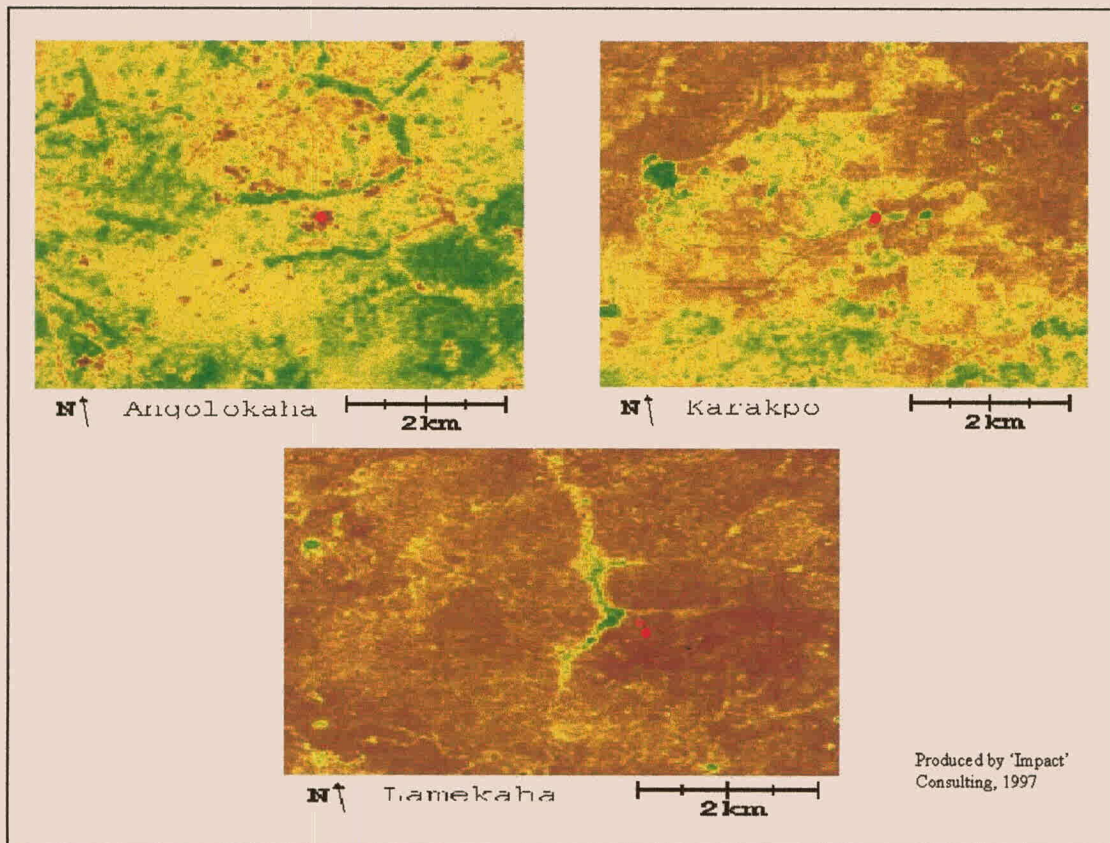 N Angolokaha
2km
N Karakpo
2km
N Lamekaha
2km
Produced by 'Impact'
Consulting, 1997